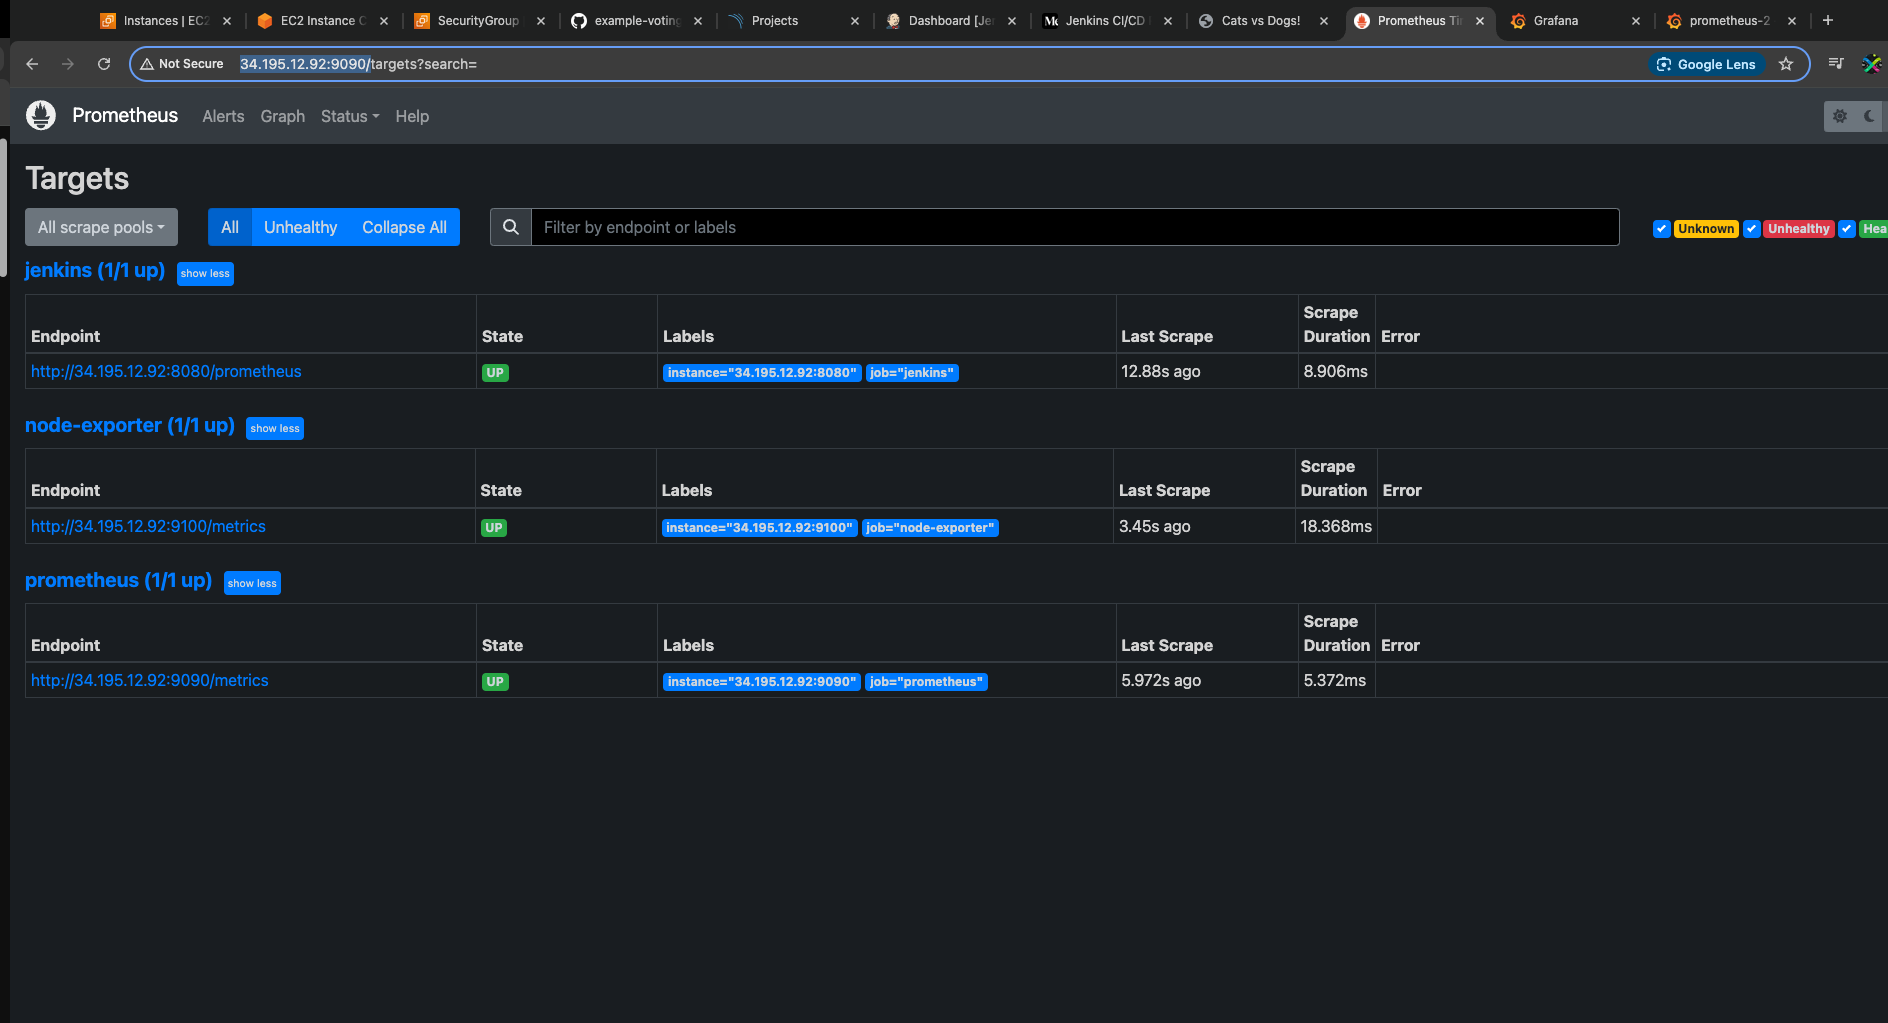 Instances | EC2
EC2 Instance C
SecurityGroup
example-voting
Projects
Dashboard [Je
Jenkins CI/CD
Cats vs Dogs!
Prometheus Ti
Grafana
prometheus-2
Not Secure
34.195.12.92:9090/targets?search=
Google Lens
Prometheus
Alerts
Graph
Status
Help
Targets
All scrape pools
All
Unhealthy
Collapse All
Filter by endpoint or labels
Unknown
Unhealthy
Hea
jenkins (1/1 up)
show less
Endpoint
State
Labels
Last Scrape
Scrape
Duration
Error
http://34.195.12.92:8080/prometheus
UP
instance="34.195.12.92:8080"
job="jenkins"
12.88s ago
8.906ms
node-exporter (1/1 up)
show less
Endpoint
State
Labels
Last Scrape
Scrape
Duration
Error
http://34.195.12.92:9100/metrics
UP
instance="34.195.12.92:9100"
job="node-exporter"
3.45s ago
18.368ms
prometheus (1/1 up)
show less
Endpoint
State
Labels
Last Scrape
Scrape
Duration
Error
http://34.195.12.92:9090/metrics
UP
instance="34.195.12.92:9090"
job="prometheus"
5.972s ago
5.372ms